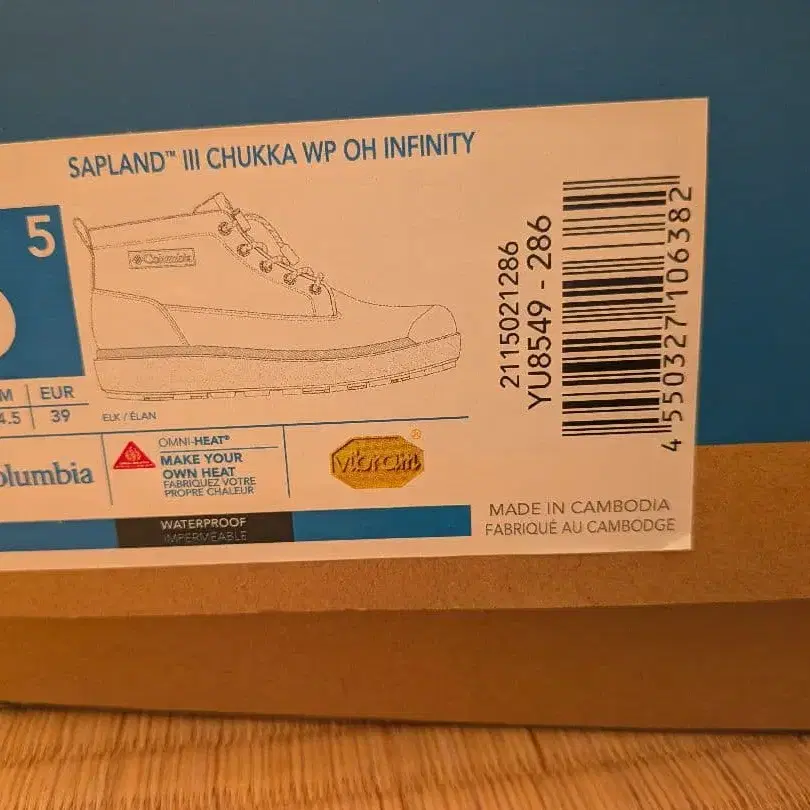 SAPLAND™ III CHUKKA WP OH INFINITY
5
Columbia
M EUR
4.5 39
ELK / ÉLAN
2115021286
YU8549 - 286
4 550327 106382
olumbia
OMNI-HEAT®
MAKE YOUR
OWN HEAT
FABRIQUEZ VOTRE
PROPRE CHALEUR
vibram®
WATERPROOF
IMPERMÉABLE
MADE IN CAMBODIA
FABRIQUÉ AU CAMBODGE